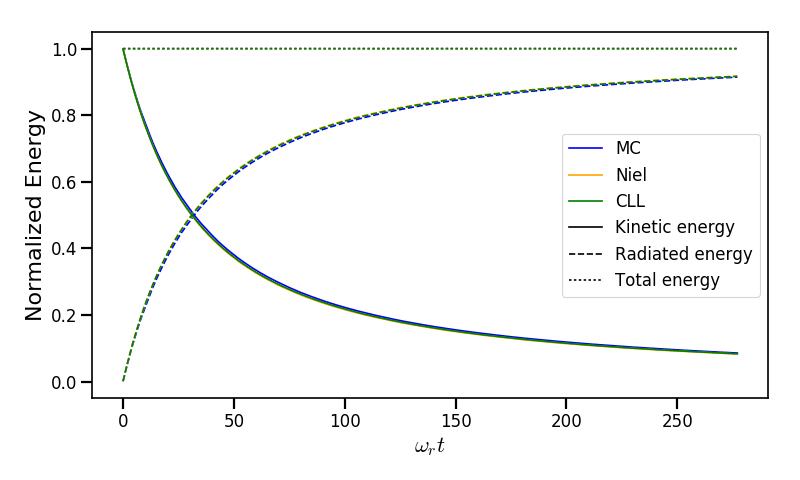 Normalized Energy
1.0
0.8
0.6
0.4
0.2
0.0
MC
Niel
CLL
Kinetic energy
Radiated energy
Total energy
0 50 100 150 200 250
ω_r t